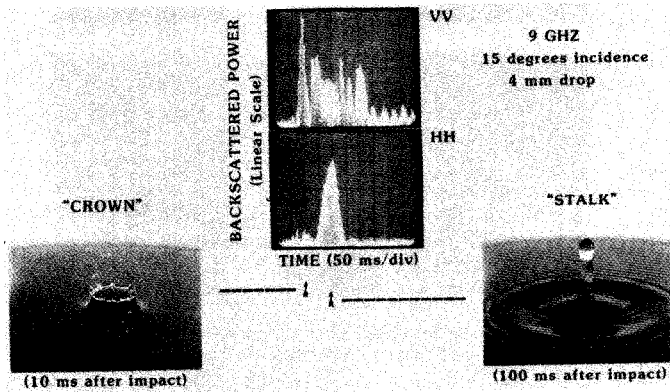 VV
9 GHZ
15 degrees incidence
4 mm drop
BACKSCATTERED POWER
(Linear Scale)
HH
"CROWN"
"STALK"
TIME (50 ms/div)
(10 ms after impact)
(100 ms after impact)